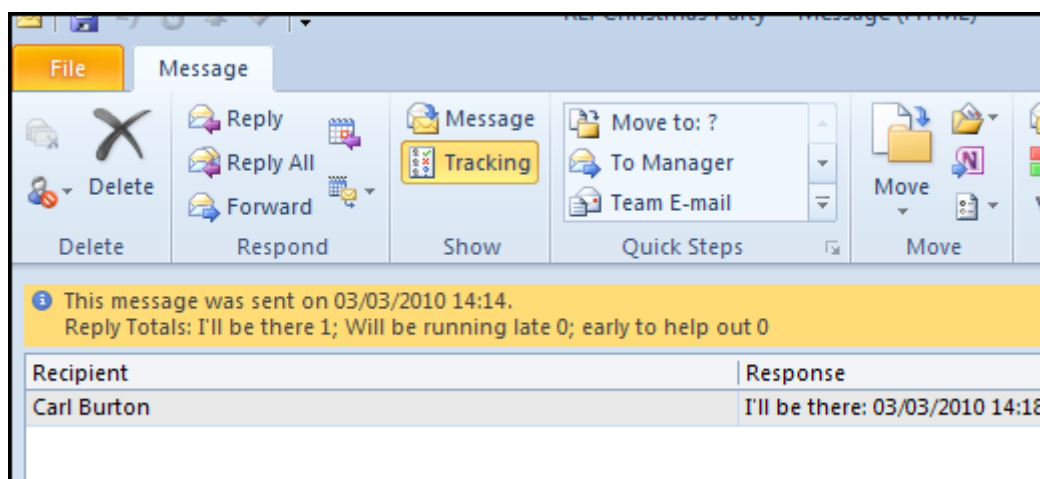 File Message
Reply
Reply All
Forward
Delete
Message
Tracking
Move to: ?
To Manager
Team E-mail
Move
Delete Respond Show Quick Steps Move
This message was sent on 03/03/2010 14:14.
Reply Totals: I'll be there 1; Will be running late 0; early to help out 0
Recipient Response
Carl Burton I'll be there: 03/03/2010 14:18